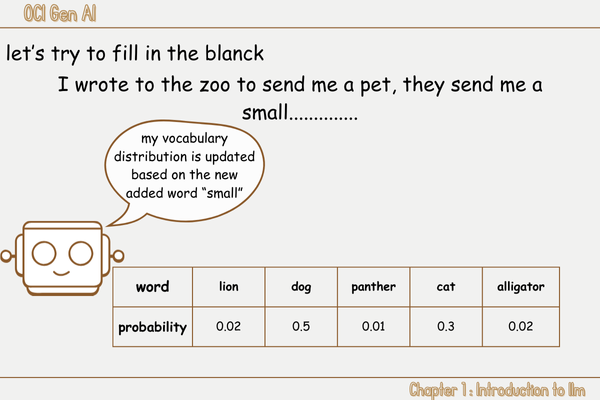 OCI Gen AI
let's try to fill in the blanck
I wrote to the zoo to send me a pet, they send me a
small..............
my vocabulary
distribution is updated
based on the new
added word “small”
word lion dog panther cat alligator
probability 0.02 0.5 0.01 0.3 0.02
Chapter 1 : Introduction to llm